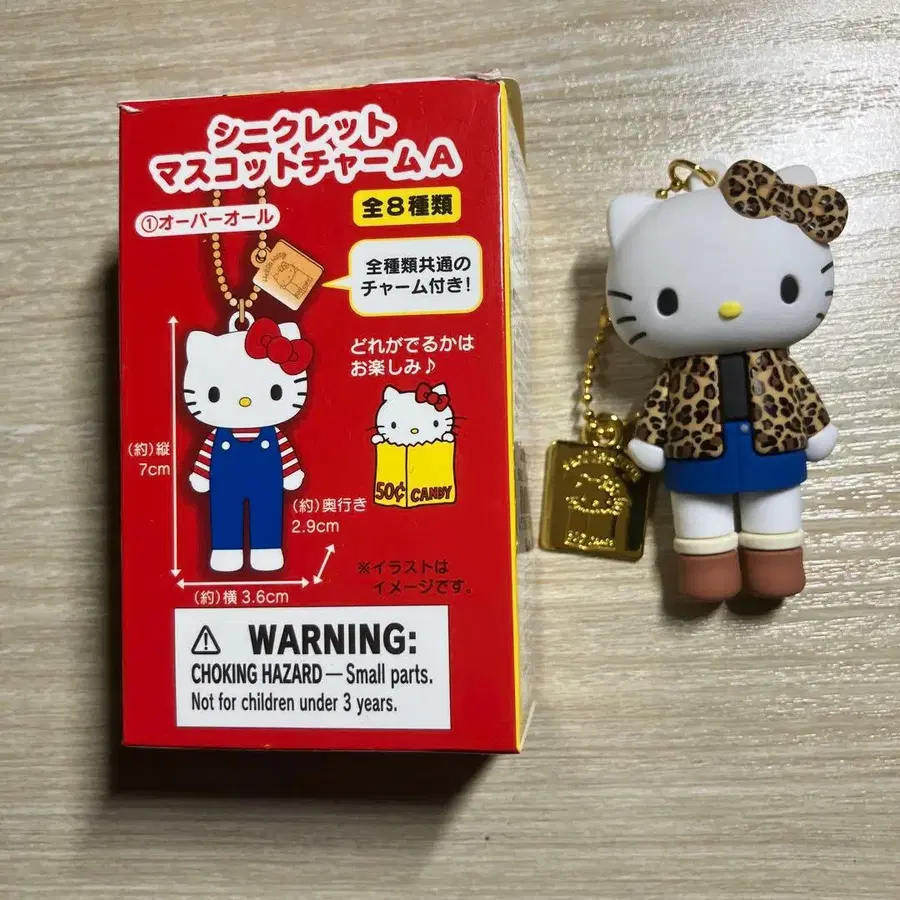 シークレット
マスコットチャームA
①オーバーオール
全8種類
全種類共通の
チャーム付き!
どれがでるかは
お楽しみ♪
(約)縦
7cm
50¢ CANDY
(約)奥行き
2.9cm
(約)横3.6cm
※イラストは
イメージです。
⚠ WARNING:
CHOKING HAZARD — Small parts.
Not for children under 3 years.